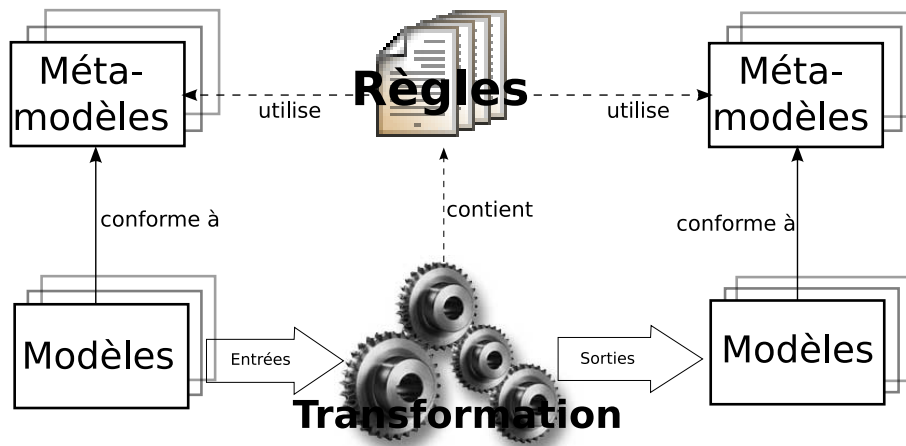 Méta-
modèles
Règles
Méta-
modèles
utilise
utilise
conforme à
contient
conforme à
Modèles
Entrées
Sorties
Modèles
Transformation